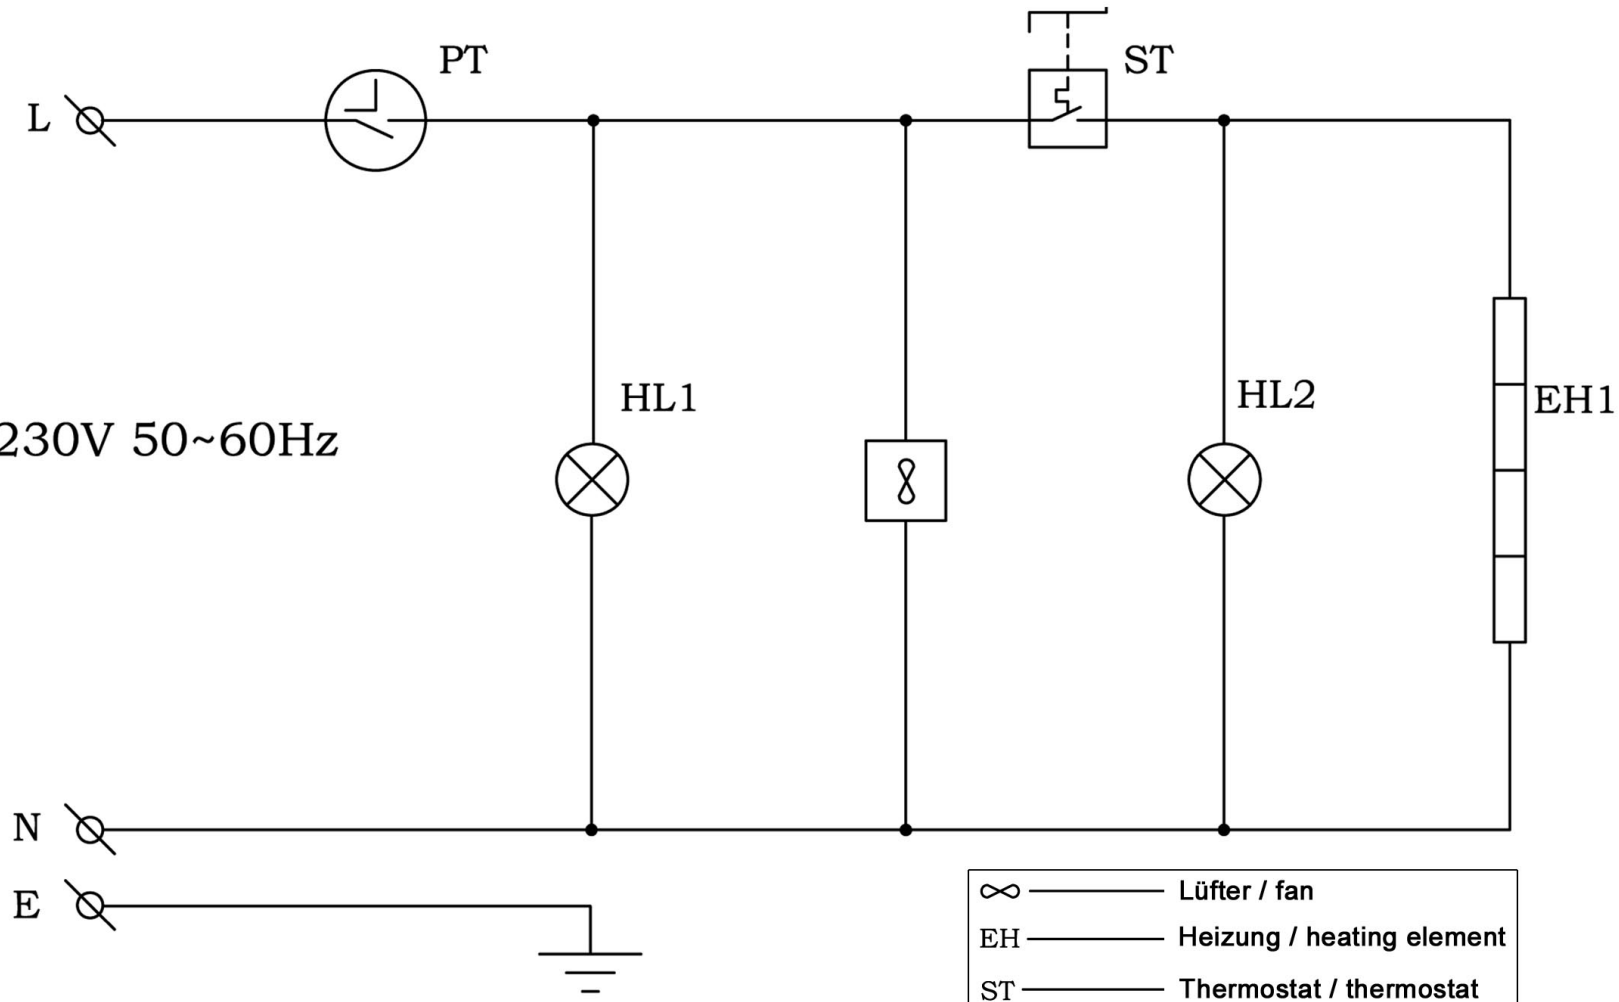 PT
ST
L
HL1
HL2
EH1
230V 50~60Hz
N
E
Lüfter / fan
EH Heizung / heating element
ST Thermostat / thermostat